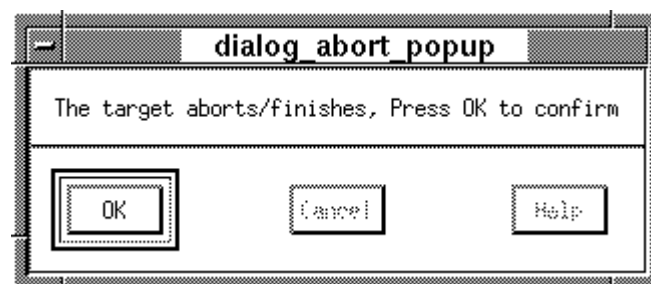 dialog_abort_popup
The target aborts/finishes, Press OK to confirm
OK Cancel Help